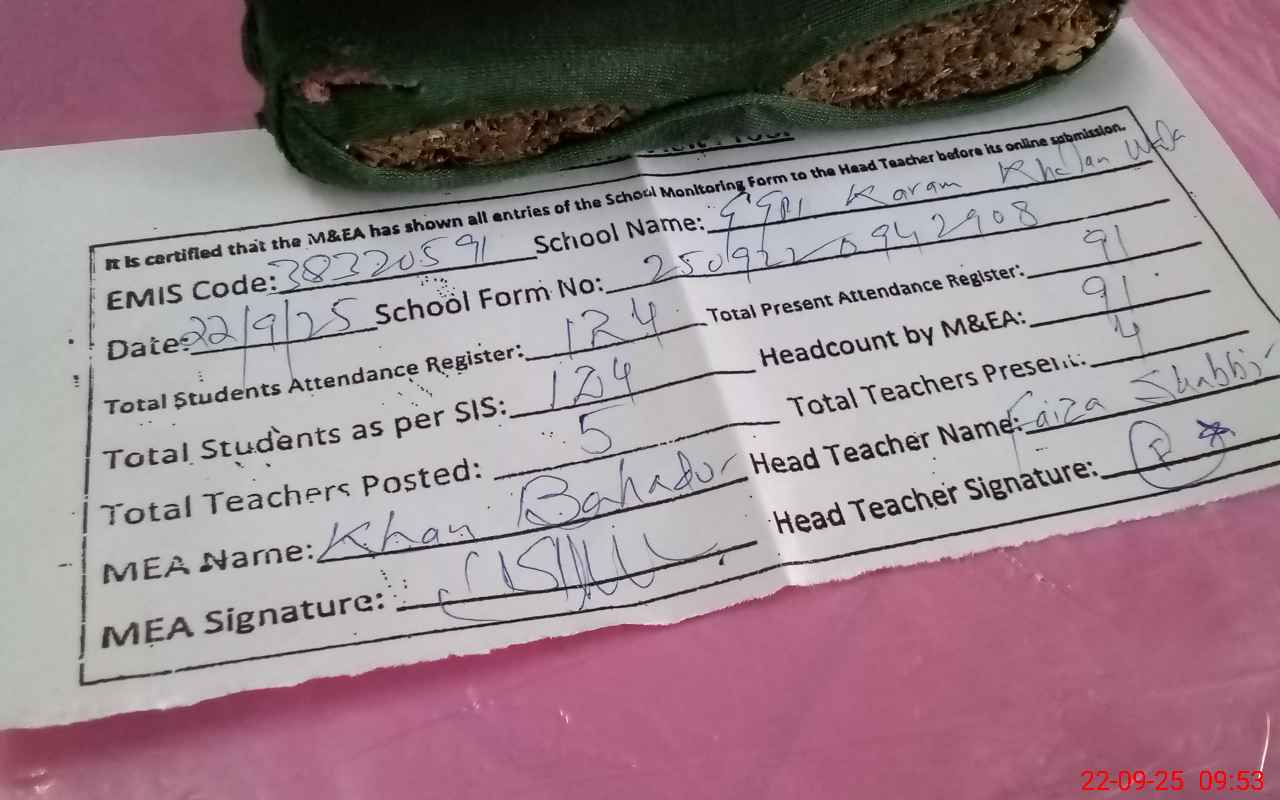 It is certified that the M&EA has shown all entries of the School Monitoring Form to the Head Teacher before its online submission.
EMIS Code: 38320591 School Name: GGPS Karam Khelan Wala
Date: 22/9/25 School Form No: 2509220942908
Total Students Attendance Register: 124 Total Present Attendance Register: 91
Total Students as per SIS: 124 Headcount by M&EA: 91
Total Teachers Posted: 5 Total Teachers Present: 4
MEA Name: Khan Bahadur Head Teacher Name: Faiza Shabbir
MEA Signature: Head Teacher Signature:
22-09-25 09:53